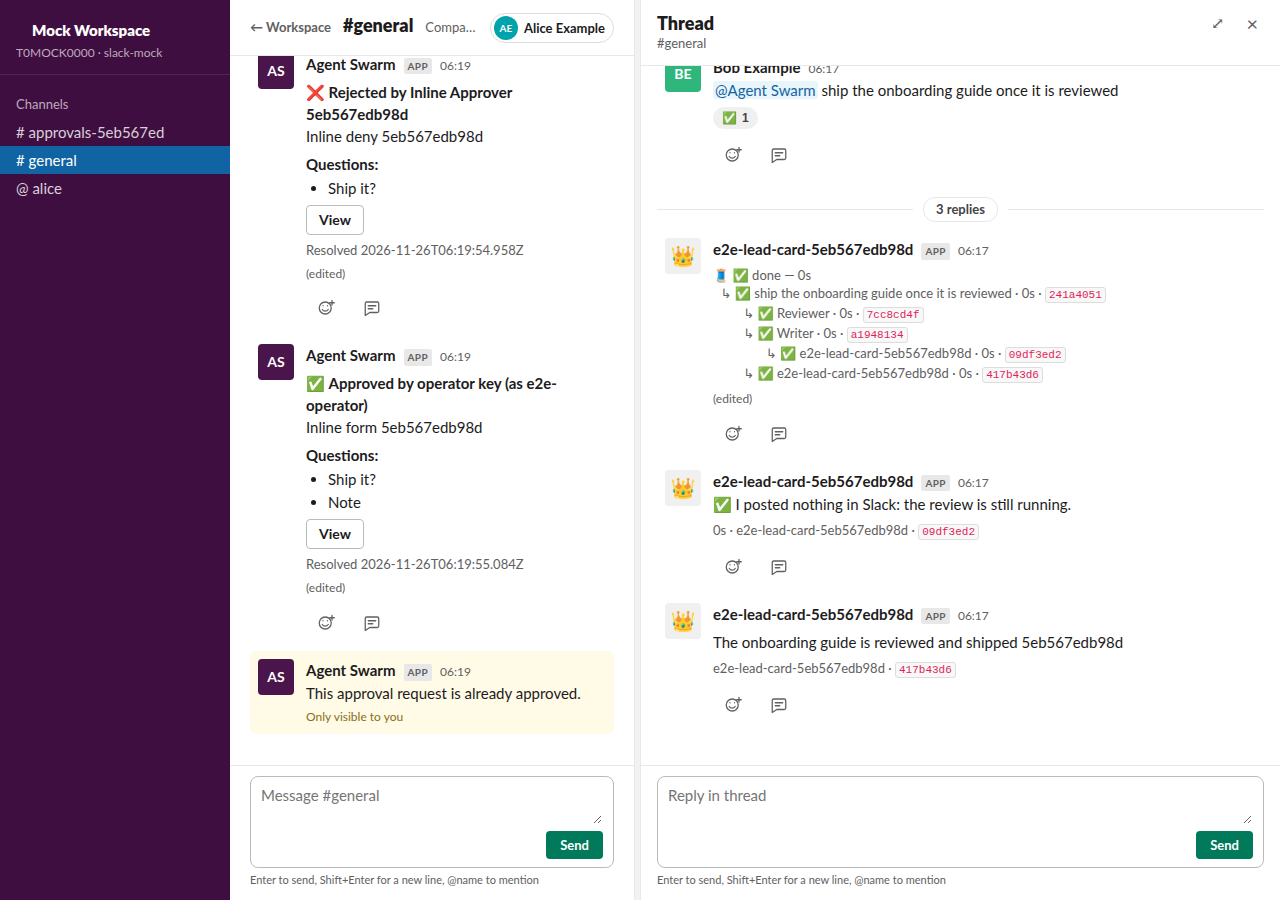 Mock Workspace
T0MOCK0000 · slack-mock
Channels
# approvals-5eb567ed
# general
@ alice
← Workspace #general Compa... AE Alice Example
AS Agent Swarm APP 06:19
❌ Rejected by Inline Approver
5eb567edb98d
Inline deny 5eb567edb98d
Questions:
• Ship it?
View
Resolved 2026-11-26T06:19:54.958Z
(edited)
AS Agent Swarm APP 06:19
✅ Approved by operator key (as e2e-
operator)
Inline form 5eb567edb98d
Questions:
• Ship it?
• Note
View
Resolved 2026-11-26T06:19:55.084Z
(edited)
AS Agent Swarm APP 06:19
This approval request is already approved.
Only visible to you
Message #general
Send
Enter to send, Shift+Enter for a new line, @name to mention
Thread
#general
BE Bob Example 06:17
@Agent Swarm ship the onboarding guide once it is reviewed
✅ 1
3 replies
e2e-lead-card-5eb567edb98d APP 06:17
🧵 ✅ done — 0s
↳ ✅ ship the onboarding guide once it is reviewed · 0s · 241a4051
↳ ✅ Reviewer · 0s · 7cc8cd4f
↳ ✅ Writer · 0s · a1948134
↳ ✅ e2e-lead-card-5eb567edb98d · 0s · 09df3ed2
↳ ✅ e2e-lead-card-5eb567edb98d · 0s · 417b43d6
(edited)
e2e-lead-card-5eb567edb98d APP 06:17
✅ I posted nothing in Slack: the review is still running.
0s · e2e-lead-card-5eb567edb98d · 09df3ed2
e2e-lead-card-5eb567edb98d APP 06:17
The onboarding guide is reviewed and shipped 5eb567edb98d
e2e-lead-card-5eb567edb98d · 417b43d6
Reply in thread
Send
Enter to send, Shift+Enter for a new line, @name to mention